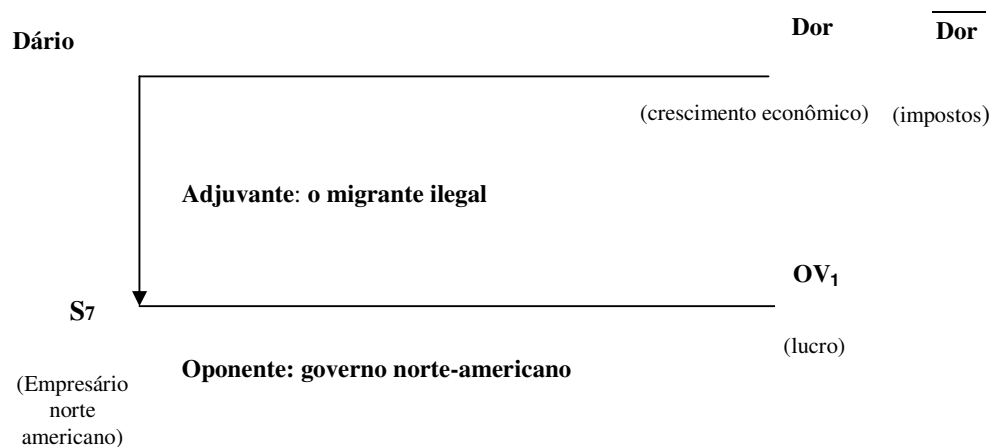 Dário
Dor
Dor
(crescimento econômico)
(impostos)
Adjuvante: o migrante ilegal
OV1
S7
(lucro)
Oponente: governo norte-americano
(Empresário
norte
americano)